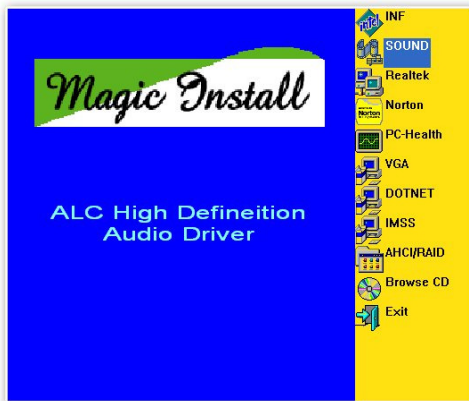 Magic Install
ALC High Defineition
Audio Driver
INF
SOUND
Realtek
Norton
PC-Health
VGA
DOTNET
IMSS
AHCI/RAID
Browse CD
Exit